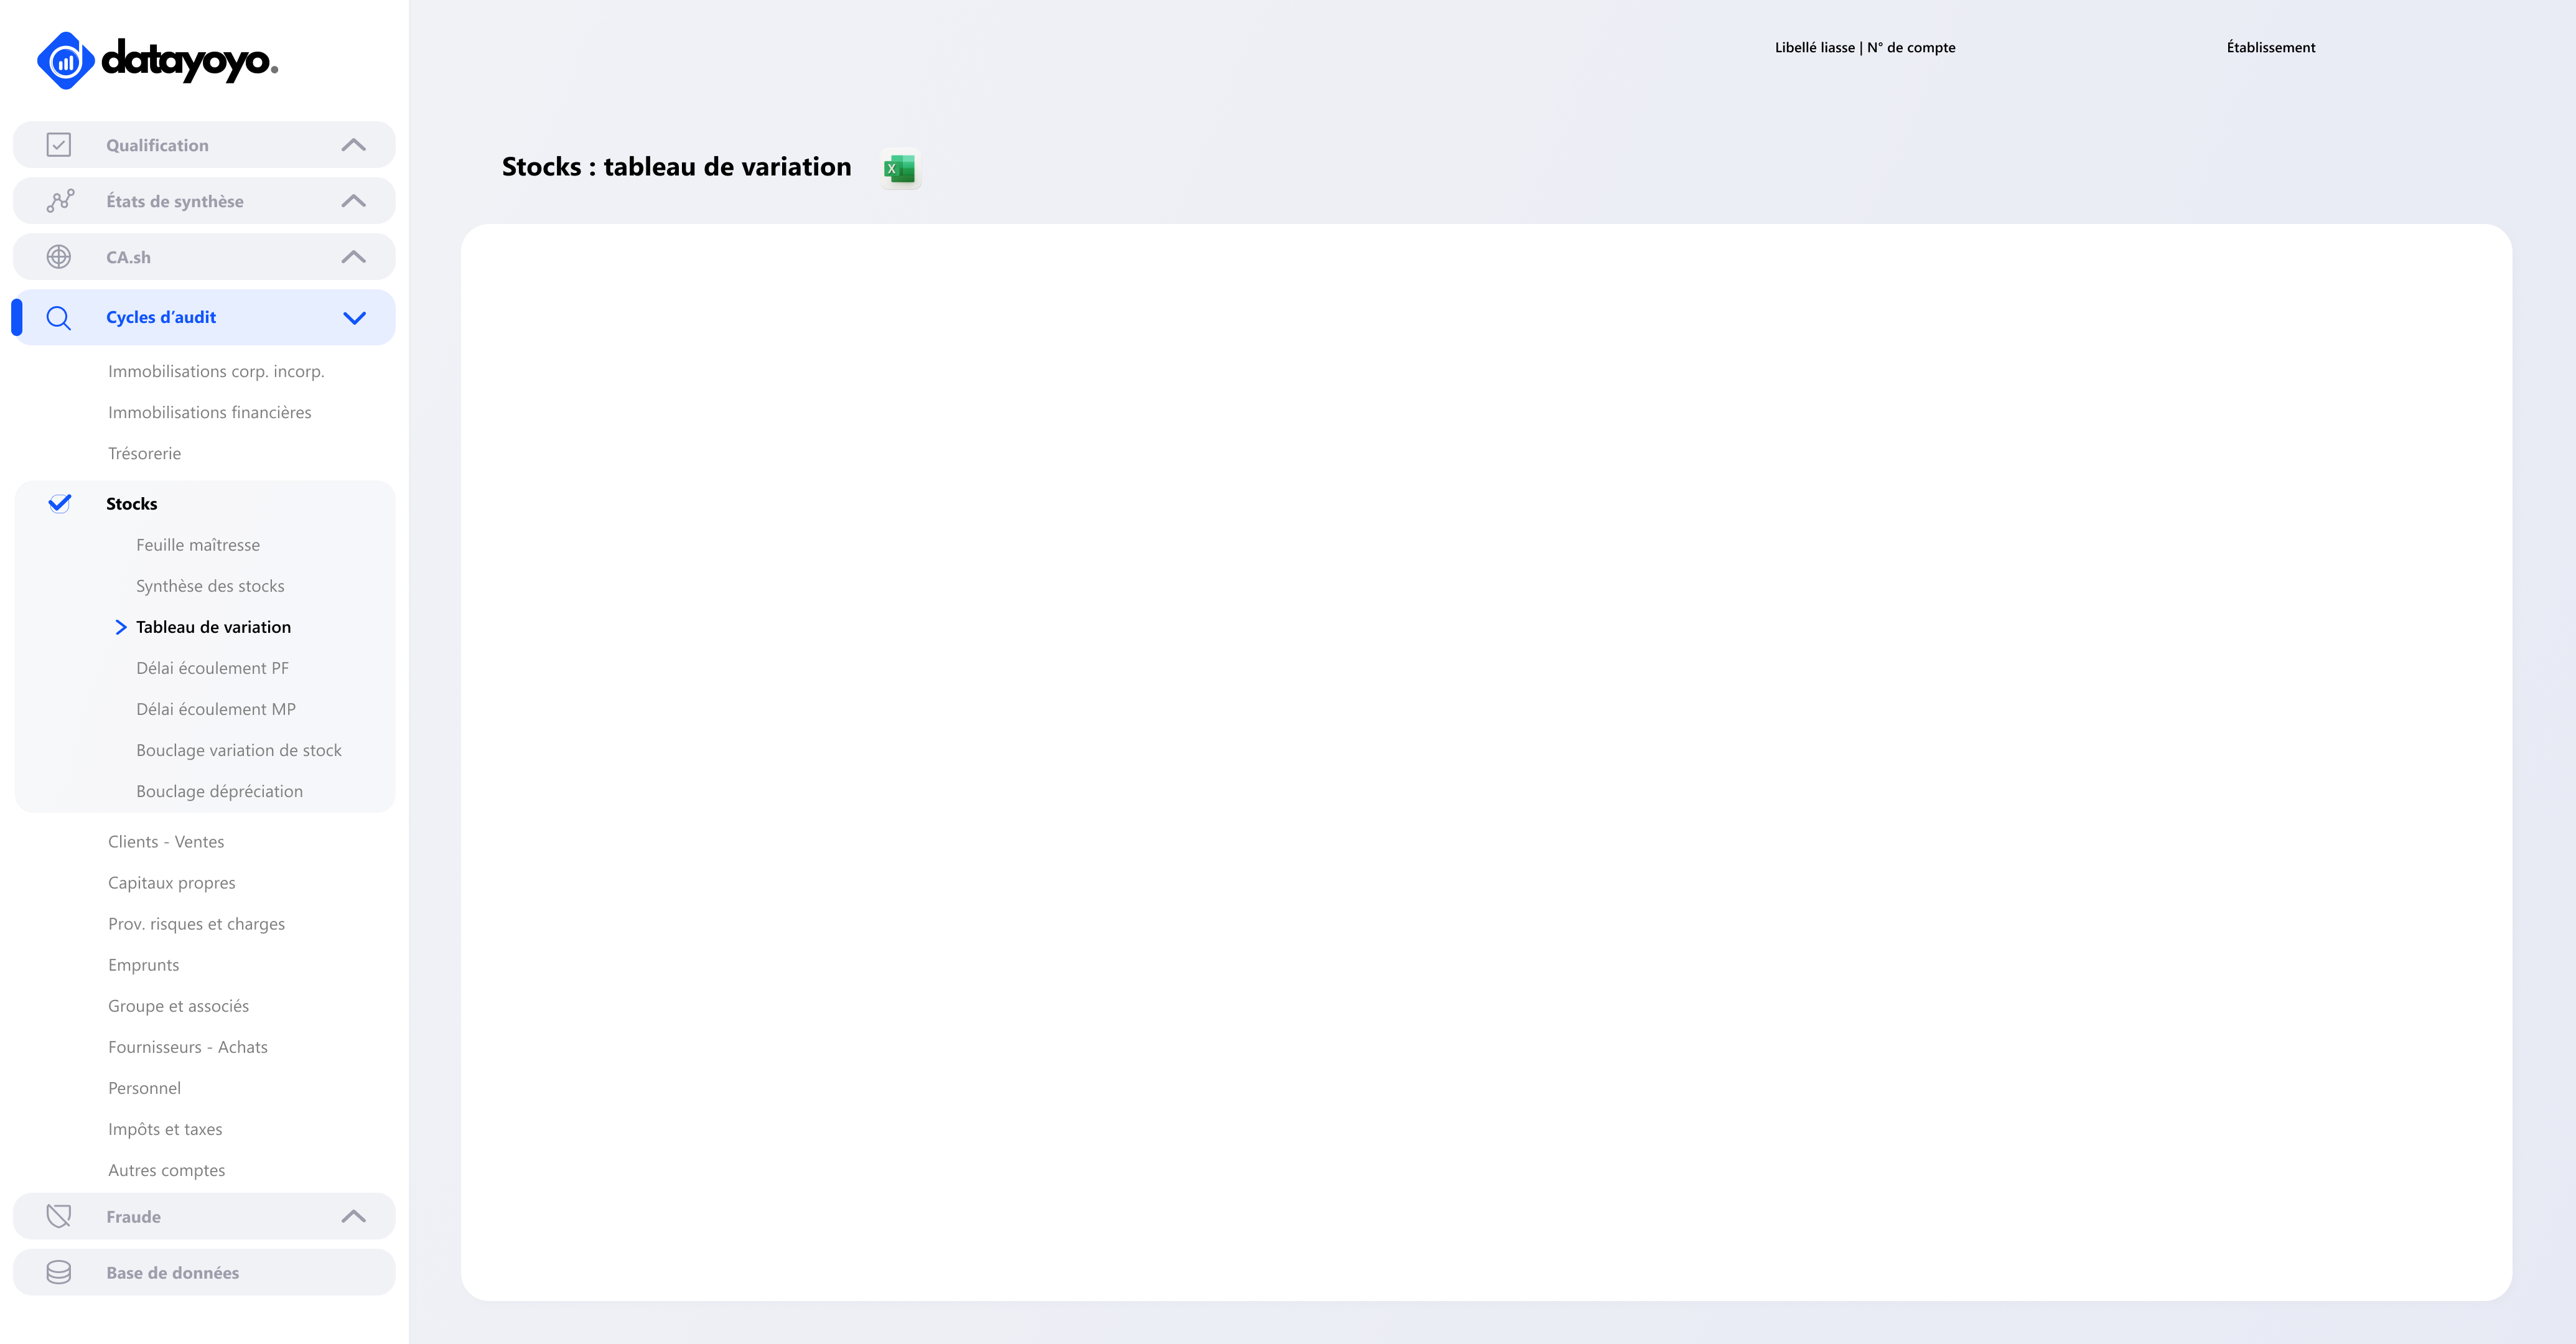 datayoyo.
Libellé liasse | N° de compte
Établissement
Qualification
États de synthèse
CA.sh
Cycles d’audit
Immobilisations corp. incorp.
Immobilisations financières
Trésorerie
Stocks
Feuille maîtresse
Synthèse des stocks
Tableau de variation
Délai écoulement PF
Délai écoulement MP
Bouclage variation de stock
Bouclage dépréciation
Clients - Ventes
Capitaux propres
Prov. risques et charges
Emprunts
Groupe et associés
Fournisseurs - Achats
Personnel
Impôts et taxes
Autres comptes
Fraude
Base de données
Stocks : tableau de variation
X